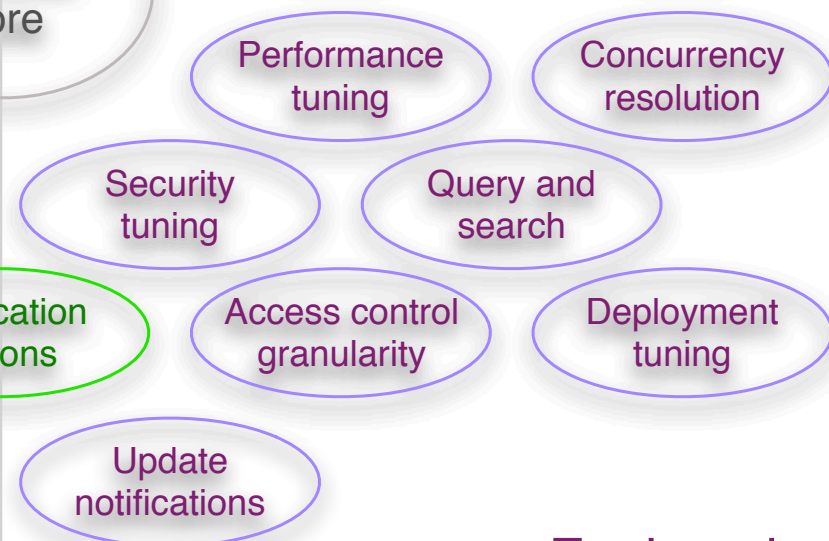 Performance
tuning
Concurrency
resolution
Security
tuning
Query and
search
Access control
granularity
Deployment
tuning
Update
notifications